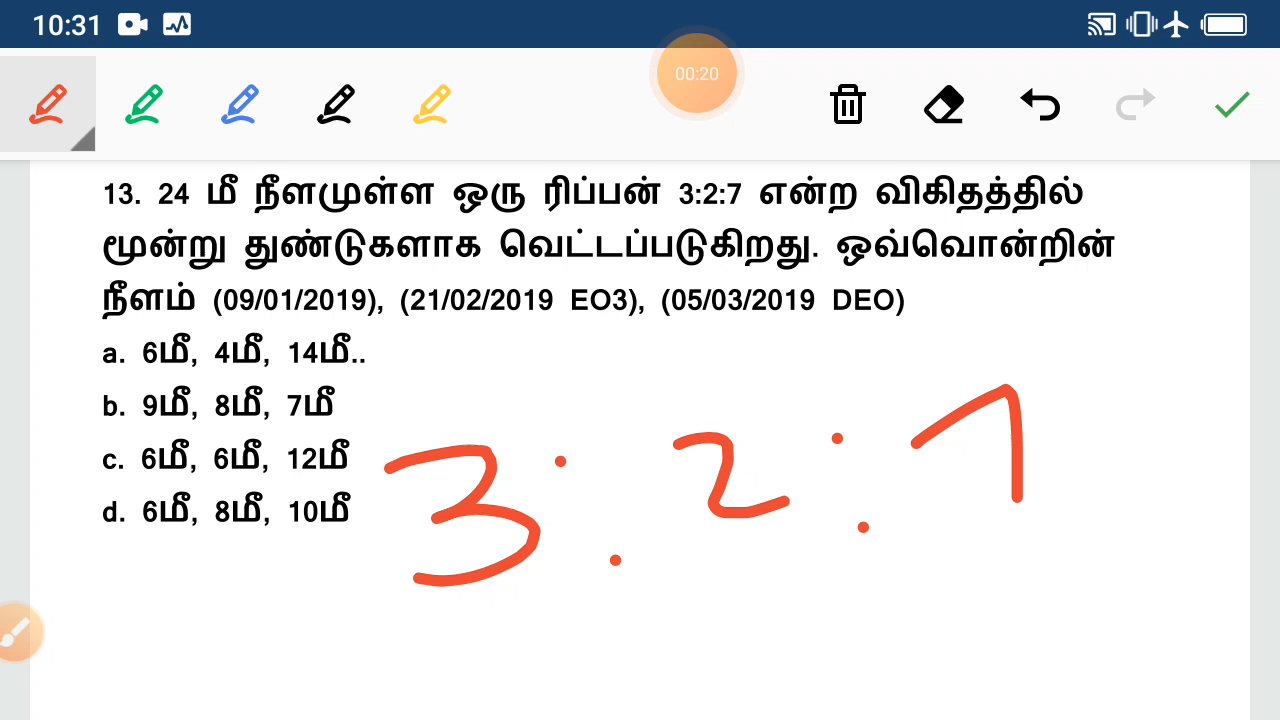 10:31
00:20
13. 24 மீ நீளமுள்ள ஒரு ரிப்பன் 3:2:7 என்ற விகிதத்தில்
மூன்று துண்டுகளாக வெட்டப்படுகிறது. ஒவ்வொன்றின்
நீளம் (09/01/2019), (21/02/2019 EO3), (05/03/2019 DEO)
a. 6மீ, 4மீ, 14மீ..
b. 9மீ, 8மீ, 7மீ
c. 6மீ, 6மீ, 12மீ
d. 6மீ, 8மீ, 10மீ
3 : 2 : 7